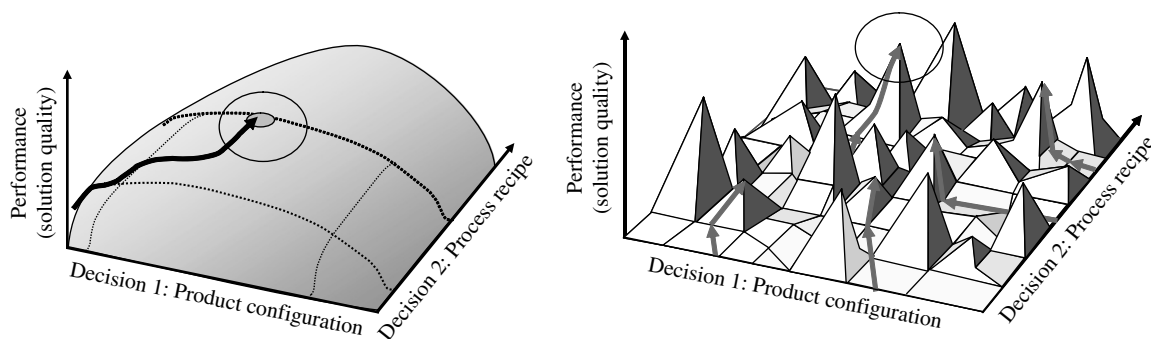 Performance
(solution quality)
Decision 1: Product configuration
Decision 2: Process recipe
Performance
(solution quality)
Decision 1: Product configuration
Decision 2: Process recipe